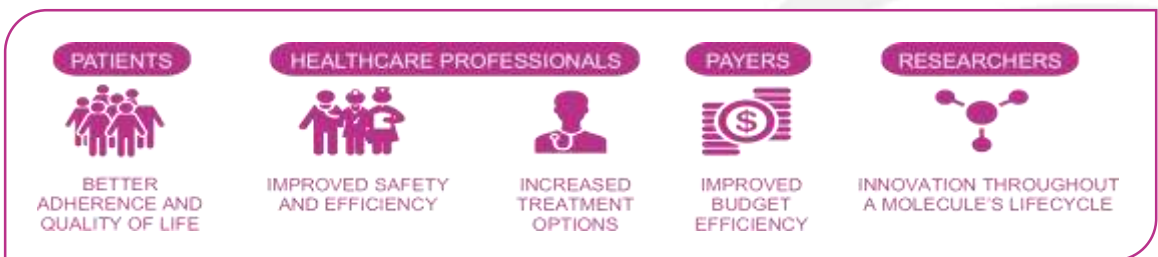 PATIENTS
BETTER
ADHERENCE AND
QUALITY OF LIFE
HEALTHCARE PROFESSIONALS
IMPROVED SAFETY
AND EFFICIENCY
INCREASED
TREATMENT
OPTIONS
PAYERS
$
IMPROVED
BUDGET
EFFICIENCY
RESEARCHERS
INNOVATION THROUGHOUT
A MOLECULE'S LIFECYCLE